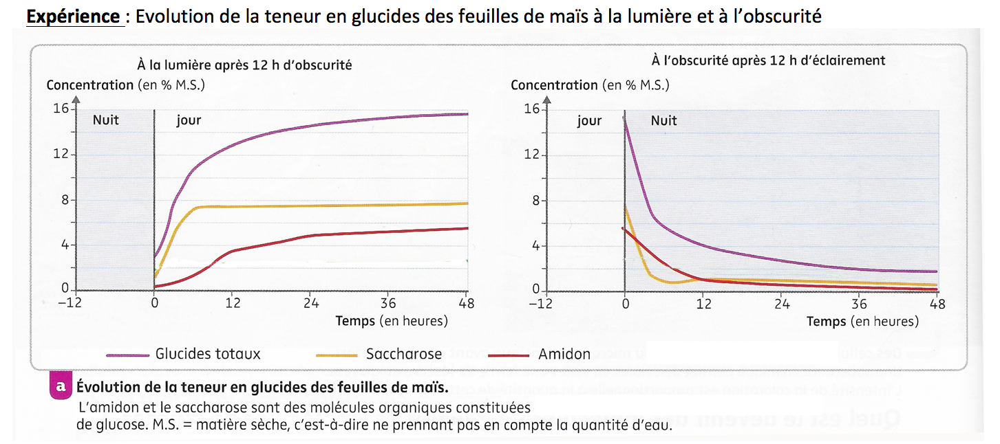 Expérience : Evolution de la teneur en glucides des feuilles de maïs à la lumière et à l’obscurité
À la lumière après 12 h d’obscurité
Concentration (en % M.S.)
16
12
8
4
0
Nuit
jour
–12
0
12
24
36
48
Temps (en heures)
À l’obscurité après 12 h d’éclairement
Concentration (en % M.S.)
16
12
8
4
0
jour
Nuit
–12
0
12
24
36
48
Temps (en heures)
Glucides totaux
Saccharose
Amidon
a Évolution de la teneur en glucides des feuilles de maïs.
L’amidon et le saccharose sont des molécules organiques constituées
de glucose. M.S. = matière sèche, c’est-à-dire ne prennant pas en compte la quantité d’eau.